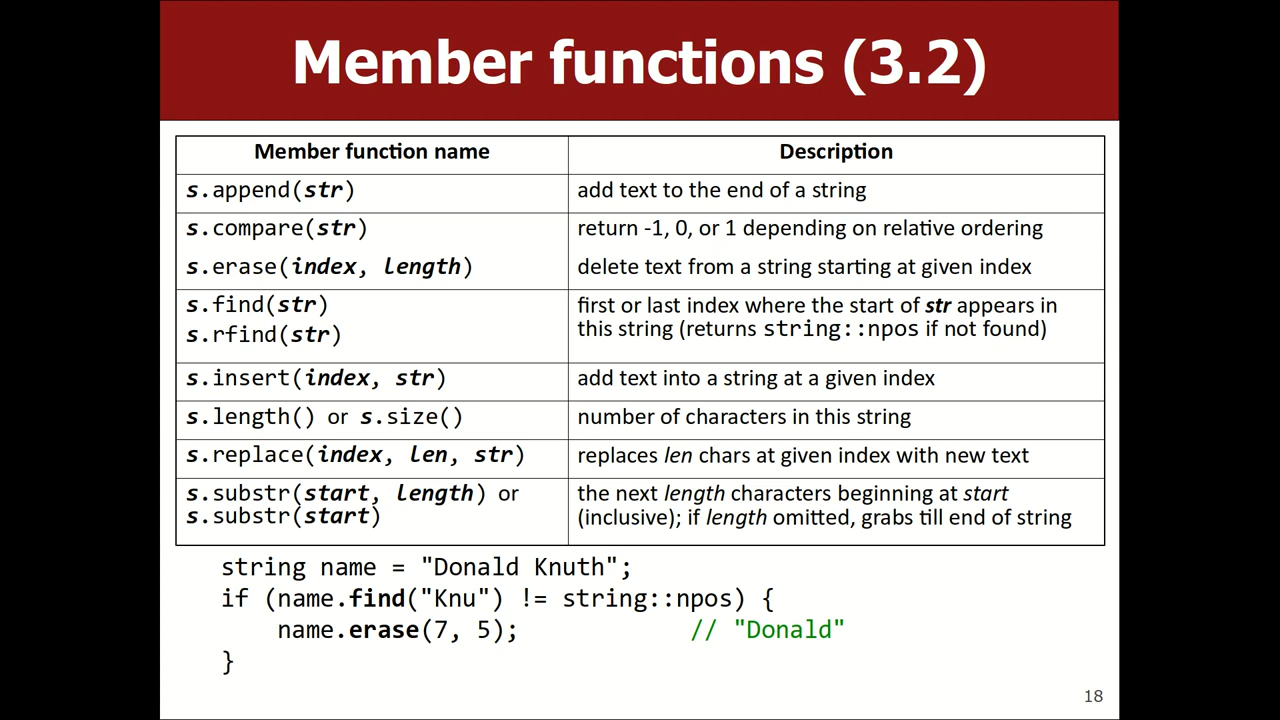 Member functions (3.2)
Member function name
Description
s.append(str)
add text to the end of a string
s.compare(str)
return -1, 0, or 1 depending on relative ordering
s.erase(index, length)
delete text from a string starting at given index
s.find(str)
s.rfind(str)
first or last index where the start of str appears in
this string (returns string::npos if not found)
s.insert(index, str)
add text into a string at a given index
s.length() or s.size()
number of characters in this string
s.replace(index, len, str)
replaces len chars at given index with new text
s.substr(start, length) or
s.substr(start)
the next length characters beginning at start
(inclusive); if length omitted, grabs till end of string
string name = "Donald Knuth";
if (name.find("Knu") != string::npos) {
    name.erase(7, 5);            // "Donald"
}
18